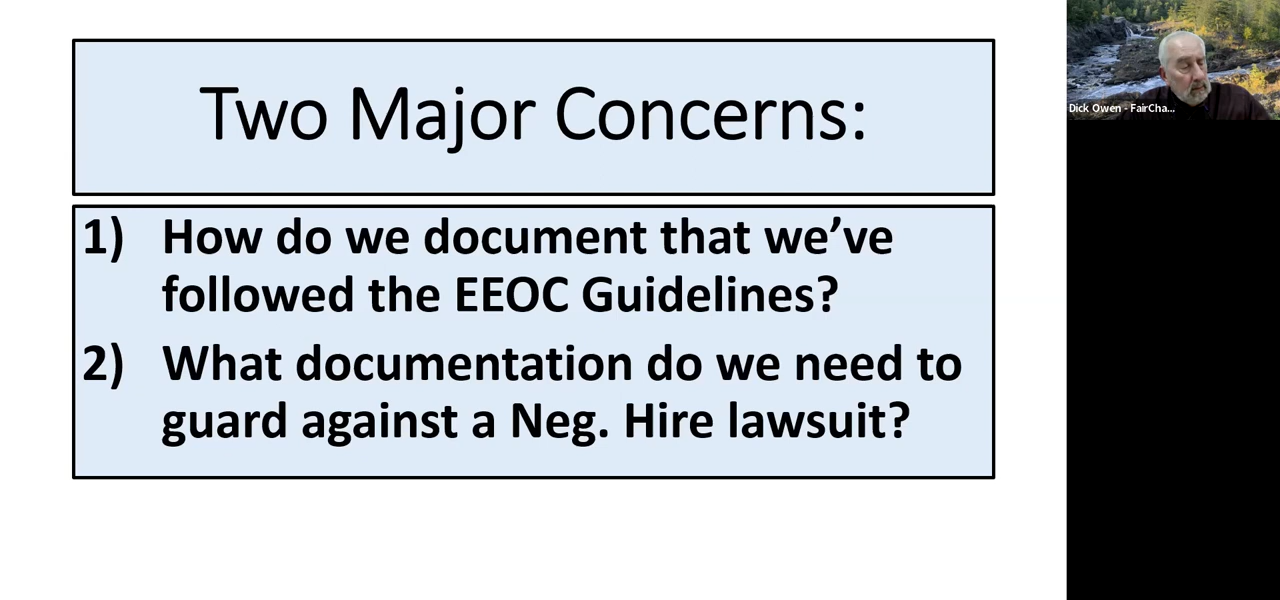 Two Major Concerns:
1) How do we document that we’ve
followed the EEOC Guidelines?
2) What documentation do we need to
guard against a Neg. Hire lawsuit?
Dick Owen - FairCha...